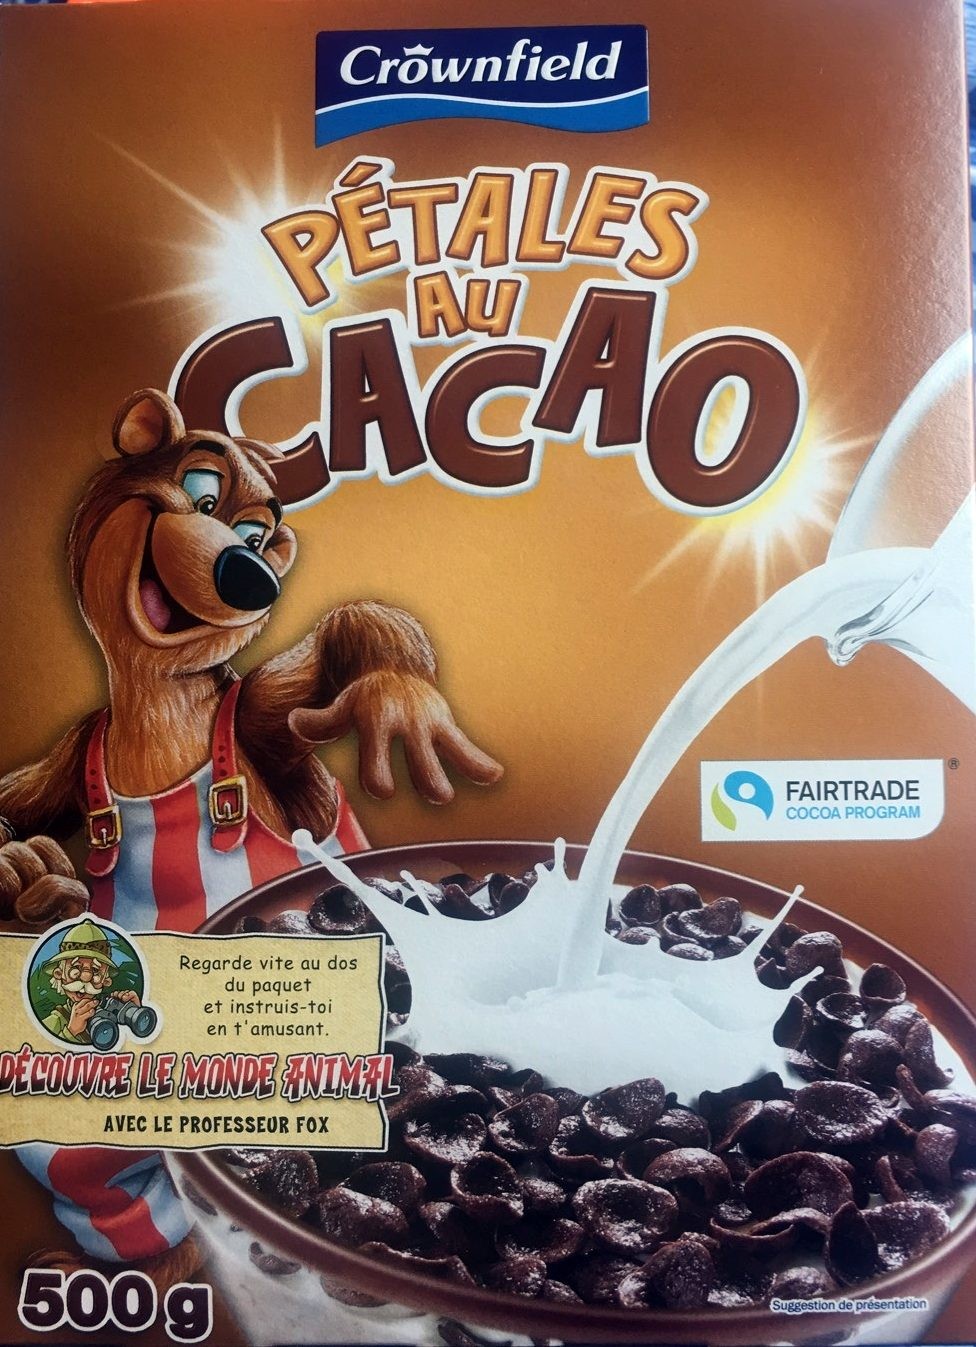 Crownfield
PÉTALES
AU
CACAO
®
FAIRTRADE
COCOA PROGRAM
Regarde vite au dos
du paquet
et instruis-toi
en t'amusant.
DÉCOUVRE LE MONDE ANIMAL
AVEC LE PROFESSEUR FOX
500 g
Suggestion de présentation